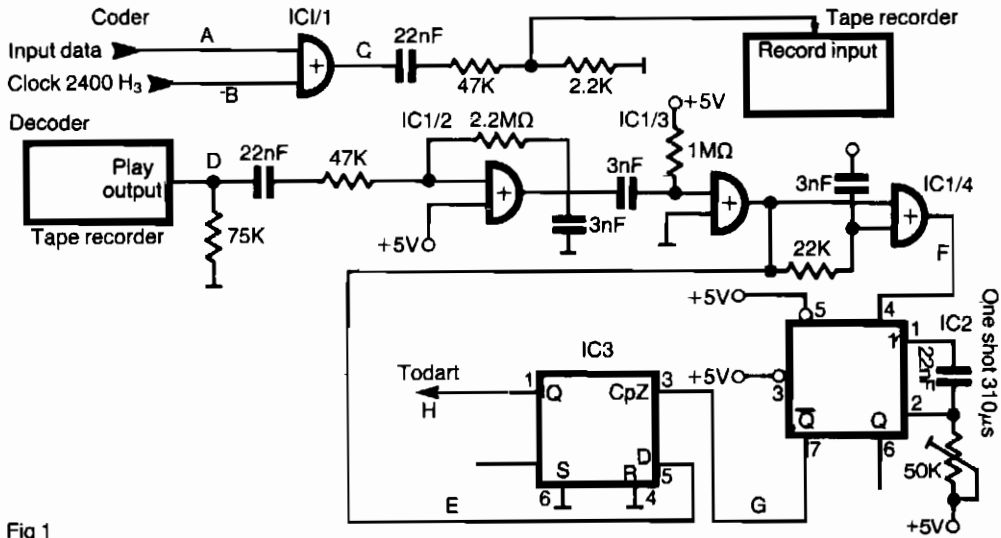 Coder
Input data
A
Clock 2400 H₃
-B
ICI/1
+
C
22nF
47K
2.2K
Tape recorder
Record input
Decoder
Play output
Tape recorder
D
22nF
47K
75K
IC1/2
2.2MΩ
+
+5V
3nF
3nF
IC1/3
+5V
1MΩ
+
3nF
22K
IC1/4
+
F
+5V
5
4
IC2
1
22nF
One shot 310µs
+5V
3
2
Q̅
Q
7
6
50K
+5V
IC3
Todart
H
1
Q
CpZ
3
D
5
S
R
6
4
E
G
Fig 1